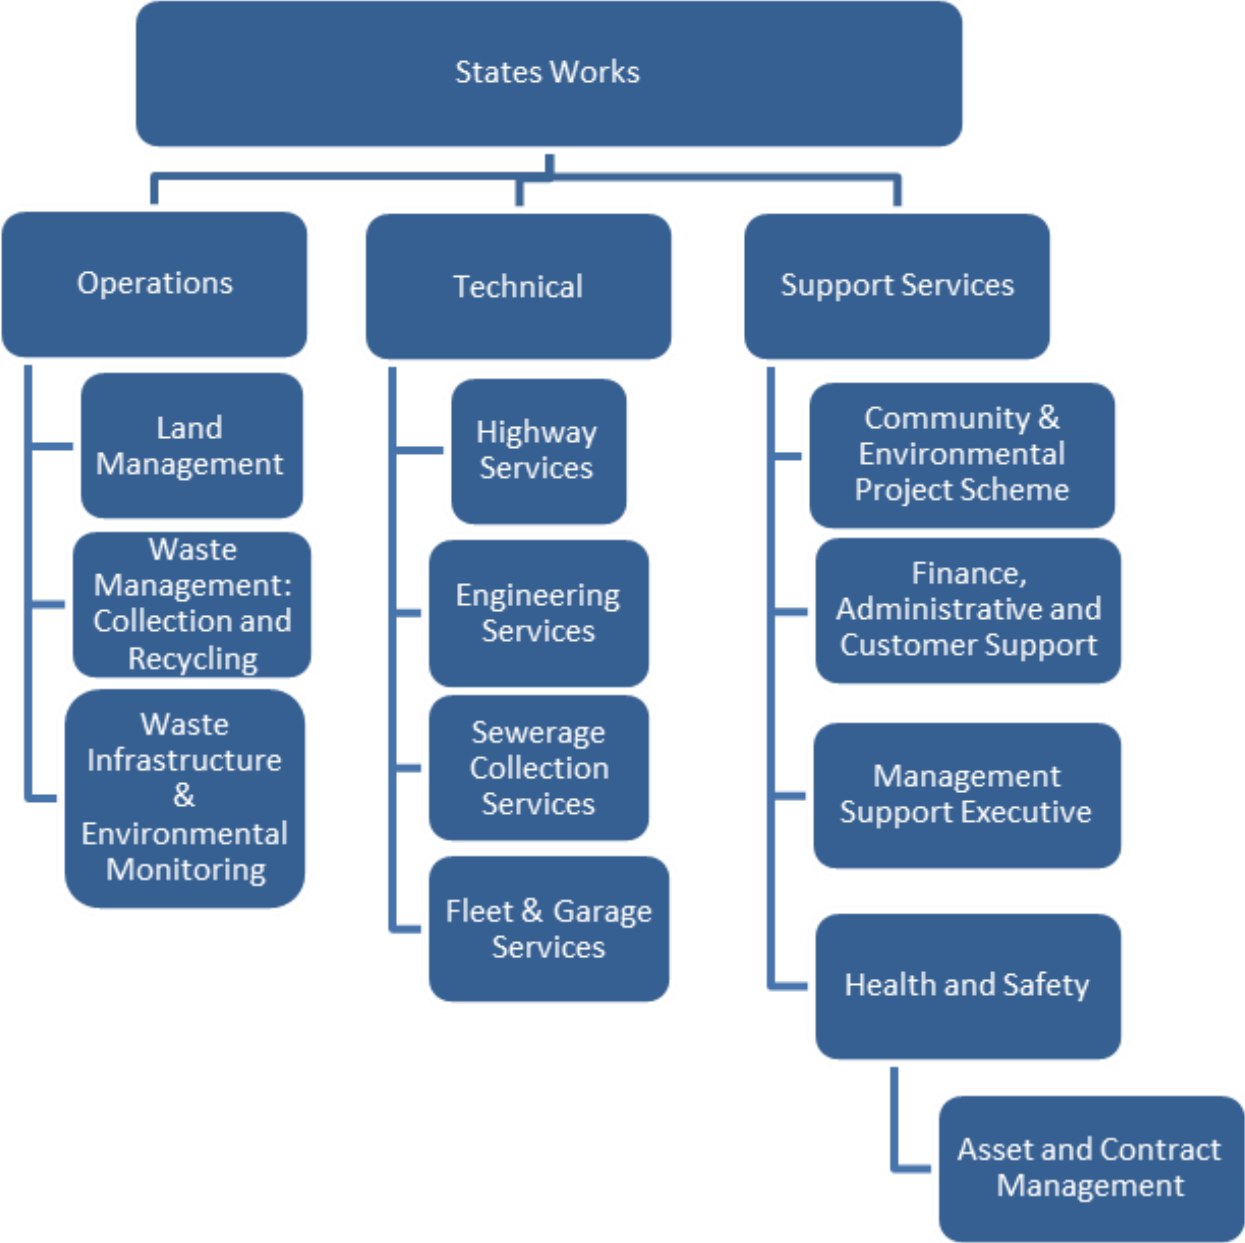 States Works
Operations
Technical
Support Services
Land
Management
Waste
Management:
Collection and
Recycling
Waste
Infrastructure
&
Environmental
Monitoring
Highway
Services
Engineering
Services
Sewerage
Collection
Services
Fleet & Garage
Services
Community &
Environmental
Project Scheme
Finance,
Administrative and
Customer Support
Management
Support Executive
Health and Safety
Asset and Contract
Management